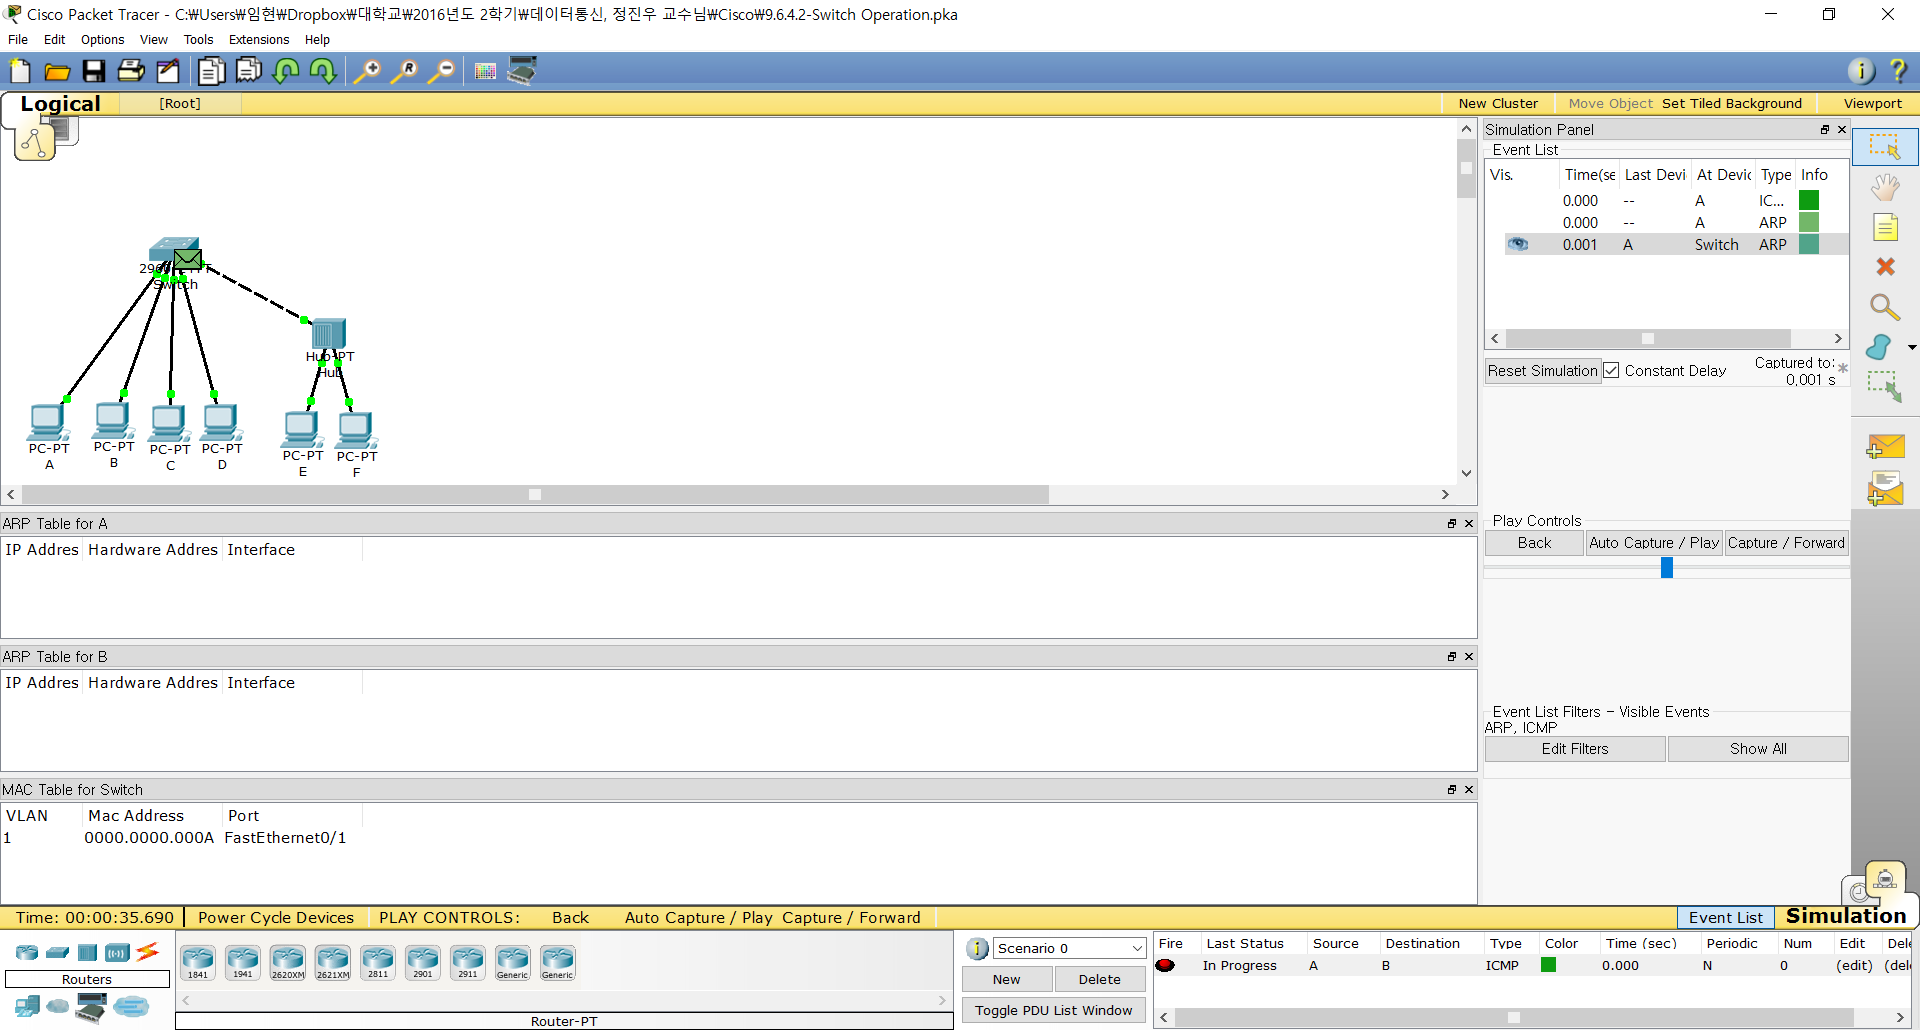 Cisco Packet Tracer - C:₩Users₩임현₩Dropbox₩대학교₩2016년도 2학기₩데이터통신, 정진우 교수님₩Cisco₩9.6.4.2-Switch Operation.pka
File Edit Options View Tools Extensions Help
Logical [Root] New Cluster Move Object Set Tiled Background Viewport
Switch
Hub-PT
Hub
PC-PT
A
PC-PT
B
PC-PT
C
PC-PT
D
PC-PT
E
PC-PT
F
Simulation Panel
Event List
Vis. Time(se Last Devi At Devic Type Info
0.000 -- A IC...
0.000 -- A ARP
0.001 A Switch ARP
Reset Simulation Constant Delay Captured to:
0.001 s
Play Controls
Back Auto Capture / Play Capture / Forward
Event List Filters - Visible Events
ARP, ICMP
Edit Filters Show All
ARP Table for A
IP Addres Hardware Addres Interface
ARP Table for B
IP Addres Hardware Addres Interface
MAC Table for Switch
VLAN Mac Address Port
1 0000.0000.000A FastEthernet0/1
Time: 00:00:35.690 Power Cycle Devices PLAY CONTROLS: Back Auto Capture / Play Capture / Forward Event List Simulation
Routers
1841 1941 2620XM 2621XM 2811 2901 2911 Generic Generic
Router-PT
Scenario 0
New Delete
Toggle PDU List Window
Fire Last Status Source Destination Type Color Time (sec) Periodic Num Edit Dele
In Progress A B ICMP 0.000 N 0 (edit) (dele